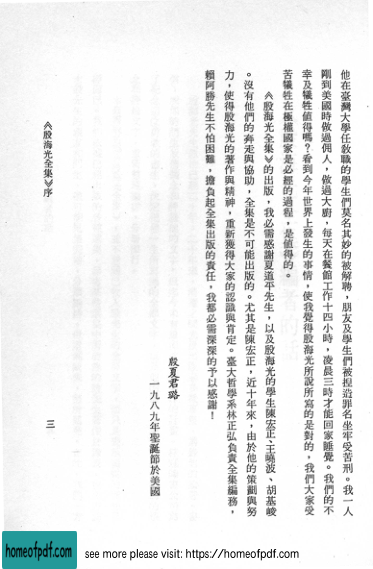 他在臺灣大學任敎職的學生們莫名其妙的被解聘，朋友及學生們被揑造罪名坐牢受苦刑。我一人
剛到美國時做過佣人，做過大廚，每天在餐館工作十四小時，凌晨三時才能回家睡覺。我們的不
幸及犧牲值得嗎？看到今年世界上發生的事情，使我覺得殷海光所說所寫的是對的，我們大家受
苦犧牲在極權國家是必經的過程，是值得的。
《殷海光全集》的出版，我必需感謝夏道平先生，以及殷海光的學生陳宏正、王曉波、胡基峻
。沒有他們的奔走與協助，全集是不可能出版的。尤其是陳宏正，近十年來，由於他的策劃與努
力，使得殷海光的著作與精神，重新獲得大家的認識與肯定。臺大哲學系林正弘負責全集編務，
賴阿勝先生不怕困難，擔負起全集出版的責任，我都必需深深的予以感謝！
殷夏君璐
一九八九年聖誕節於美國
《殷海光全集》序
三
homeofpdf.com
see more please visit: https://homeofpdf.com